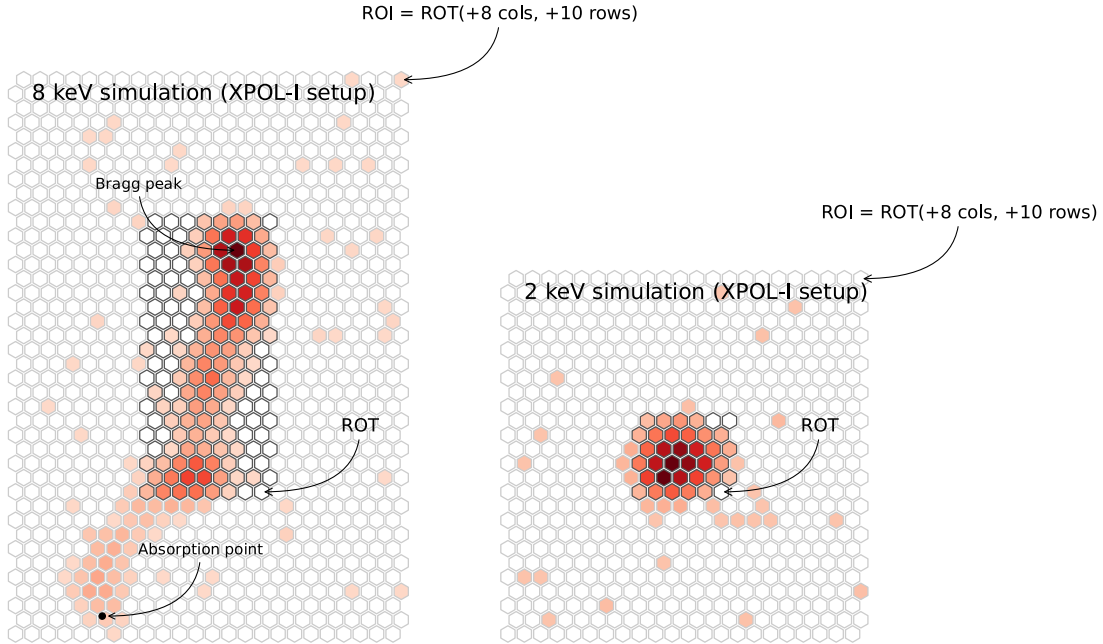 ROI = ROT(+8 cols, +10 rows)
8 keV simulation (XPOL-I setup)
Bragg peak
ROT
Absorption point
ROI = ROT(+8 cols, +10 rows)
2 keV simulation (XPOL-I setup)
ROT